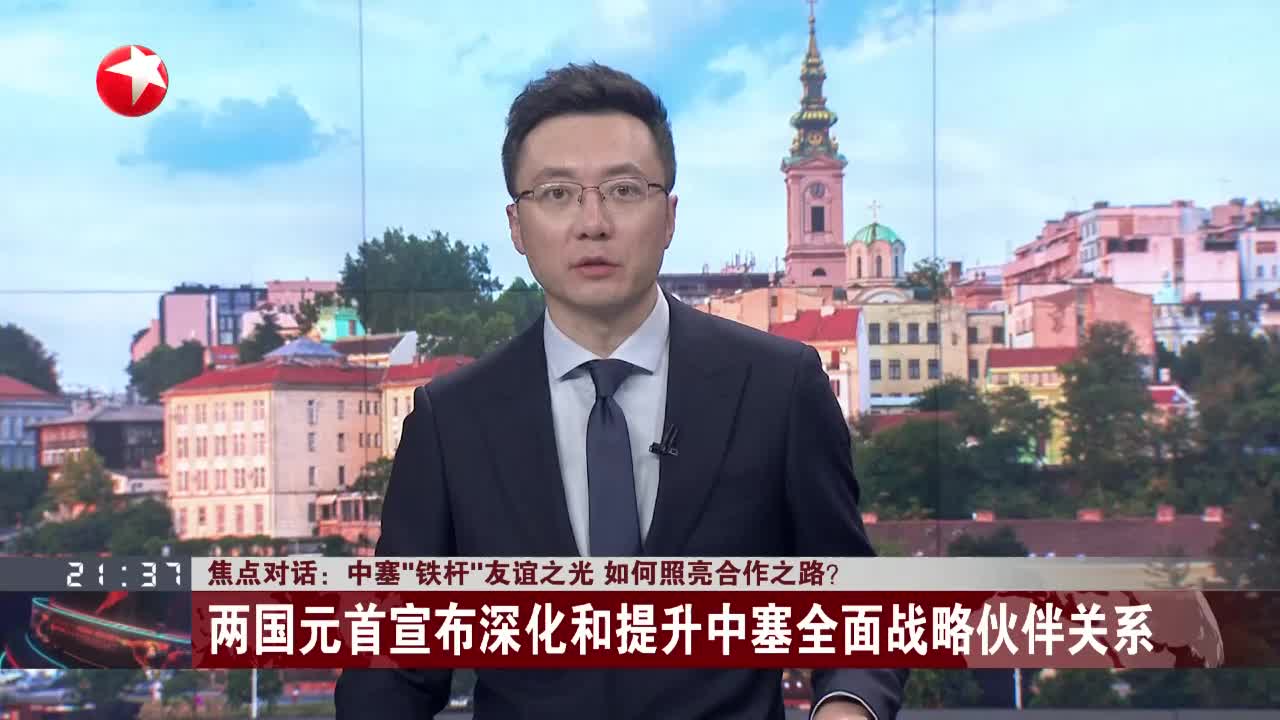 21:37
焦点对话：中塞"铁杆"友谊之光 如何照亮合作之路？
两国元首宣布深化和提升中塞全面战略伙伴关系